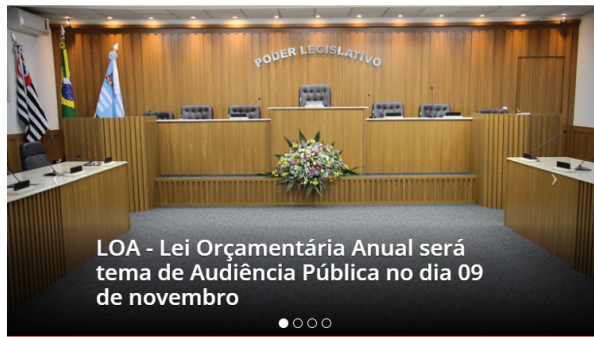 PODER LEGISLATIVO
LOA - Lei Orçamentária Anual será
tema de Audiência Pública no dia 09
de novembro